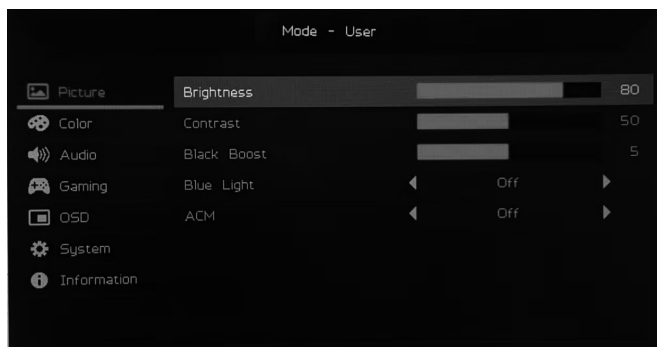 Mode - User
Picture
Brightness 80
Color Contrast 50
Audio Black Boost 5
Gaming Blue Light Off
OSD ACM Off
System
Information